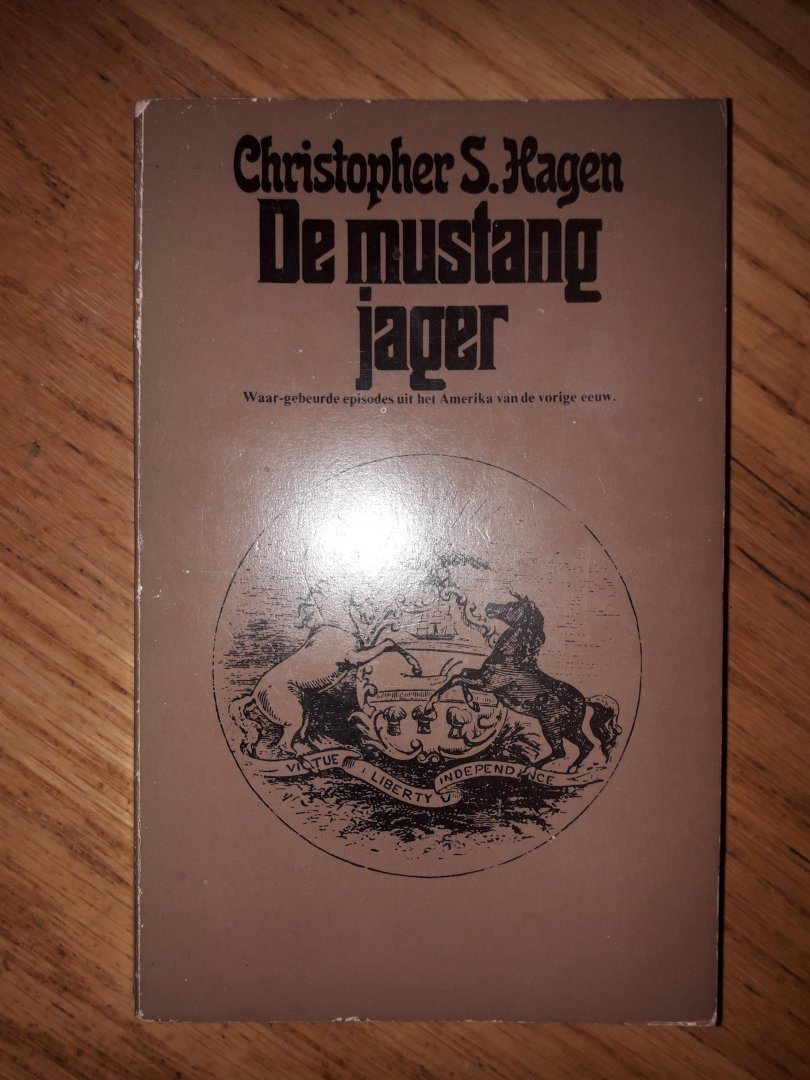 Christopher S. Hagen
De mustang
jager
Waar-gebeurde episodes uit het Amerika van de vorige eeuw.
VIRTUE LIBERTY INDEPENDENCE